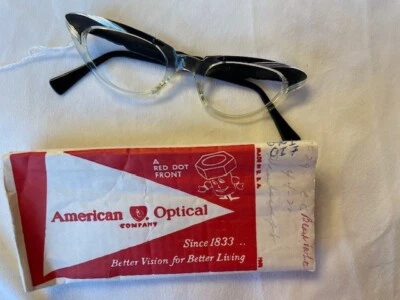 A
RED DOT
FRONT
American Optical
COMPANY
Since 1833 ..
Better Vision for Better Living